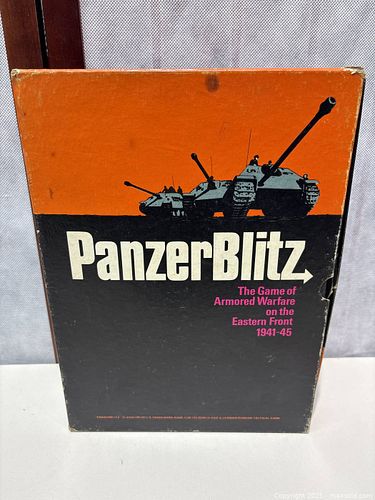 PanzerBlitz
The Game of
Armored Warfare
on the
Eastern Front
1941-45